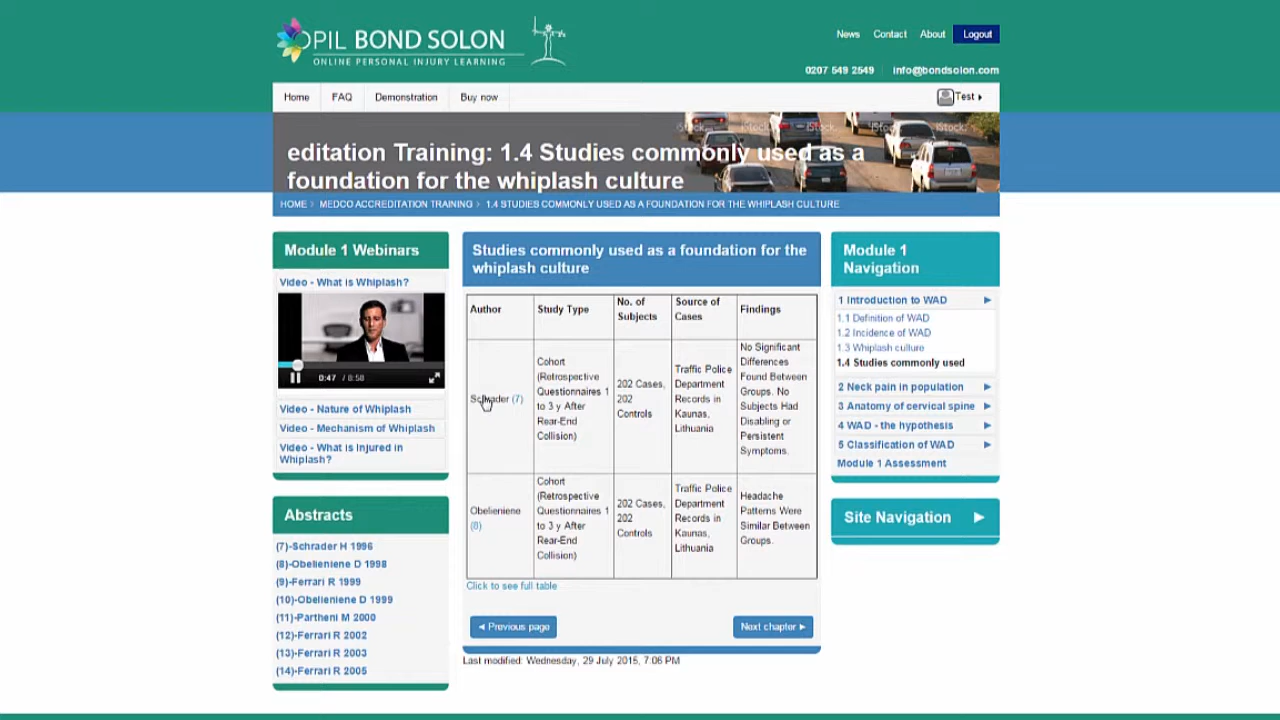 OPIL BOND SOLON
ONLINE PERSONAL INJURY LEARNING
News
Contact
About
Logout
0207 549 2549
info@bondsolon.com
Home
FAQ
Demonstration
Buy now
Test
iStock
iStock
iStock
iStock
iStock
editation Training: 1.4 Studies commonly used as a
foundation for the whiplash culture
HOME > MEDCO ACCREDITATION TRAINING > 1.4 STUDIES COMMONLY USED AS A FOUNDATION FOR THE WHIPLASH CULTURE
Module 1 Webinars
Video - What is Whiplash?
0:47 / 8:58
Video - Nature of Whiplash
Video - Mechanism of Whiplash
Video - What is Injured in
Whiplash?
Abstracts
(7)-Schrader H 1996
(8)-Obelieniene D 1998
(9)-Ferrari R 1999
(10)-Obelieniene D 1999
(11)-Partheni M 2000
(12)-Ferrari R 2002
(13)-Ferrari R 2003
(14)-Ferrari R 2005
Studies commonly used as a foundation for the
whiplash culture
Author
Study Type
No. of
Subjects
Source of
Cases
Findings
Schrader (7)
Cohort
(Retrospective
Questionnaires 1
to 3 y After
Rear-End
Collision)
202 Cases,
202
Controls
Traffic Police
Department
Records in
Kaunas,
Lithuania
No Significant
Differences
Found Between
Groups. No
Subjects Had
Disabling or
Persistent
Symptoms.
Obelieniene
(8)
Cohort
(Retrospective
Questionnaires 1
to 3 y After
Rear-End
Collision)
202 Cases,
202
Controls
Traffic Police
Department
Records in
Kaunas,
Lithuania
Headache
Patterns Were
Similar Between
Groups.
Click to see full table
◄ Previous page
Next chapter ►
Last modified: Wednesday, 29 July 2015, 7:06 PM
Module 1
Navigation
1 Introduction to WAD
1.1 Definition of WAD
1.2 Incidence of WAD
1.3 Whiplash culture
1.4 Studies commonly used
2 Neck pain in population
3 Anatomy of cervical spine
4 WAD - the hypothesis
5 Classification of WAD
Module 1 Assessment
Site Navigation